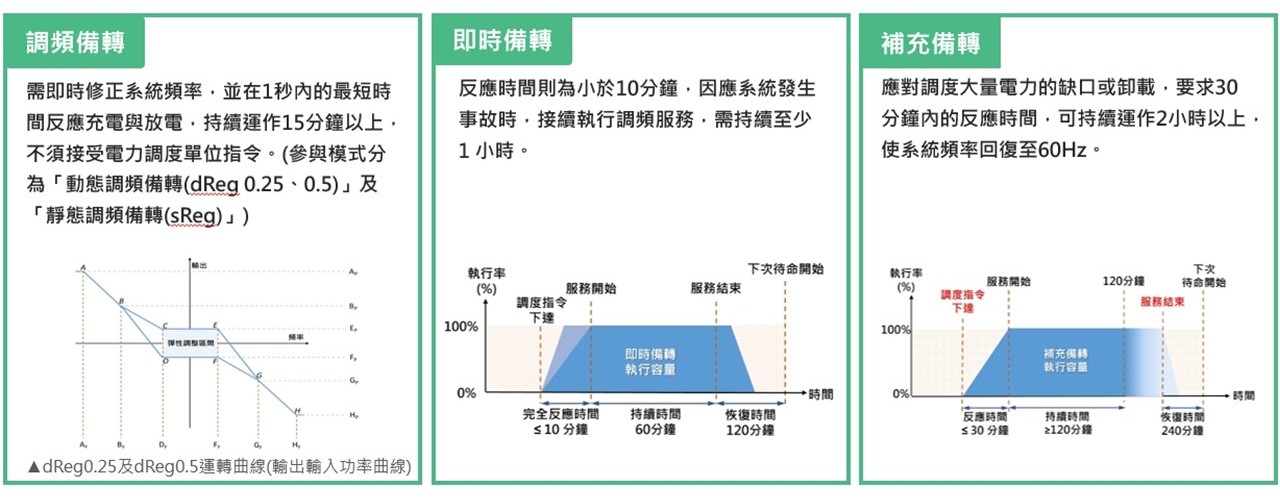 調頻備轉
需即時修正系統頻率，並在1秒內的最短時
間反應充電與放電，持續運作15分鐘以上，
不須接受電力調度單位指令。(參與模式分
為「動態調頻備轉(dReg 0.25、0.5)」及
「靜態調頻備轉(sReg)」)
輸出
A
Aₚ
B
Bₚ
C
E
Eₚ
頻率
彈性調整區間
D
F
Fₚ
G
Gₚ
H
Hₚ
A_F
B_F
D_F
F_F
G_F
H_F
▲dReg0.25及dReg0.5運轉曲線(輸出輸入功率曲線)
即時備轉
反應時間則為小於10分鐘，因應系統發生
事故時，接續執行調頻服務，需持續至少
1 小時。
執行率
(%)
調度指令
下達
服務開始
服務結束
下次待命開始
100%
即時備轉
執行容量
0%
時間
完全反應時間
≤ 10 分鐘
持續時間
60分鐘
恢復時間
120分鐘
補充備轉
應對調度大量電力的缺口或卸載，要求30
分鐘內的反應時間，可持續運作2小時以上，
使系統頻率回復至60Hz。
執行率
(%)
調度指令
下達
服務開始
120分鐘
服務結束
下次
待命開始
100%
補充備轉
執行容量
0%
時間
反應時間
≤ 30 分鐘
持續時間
≥120分鐘
恢復時間
240分鐘